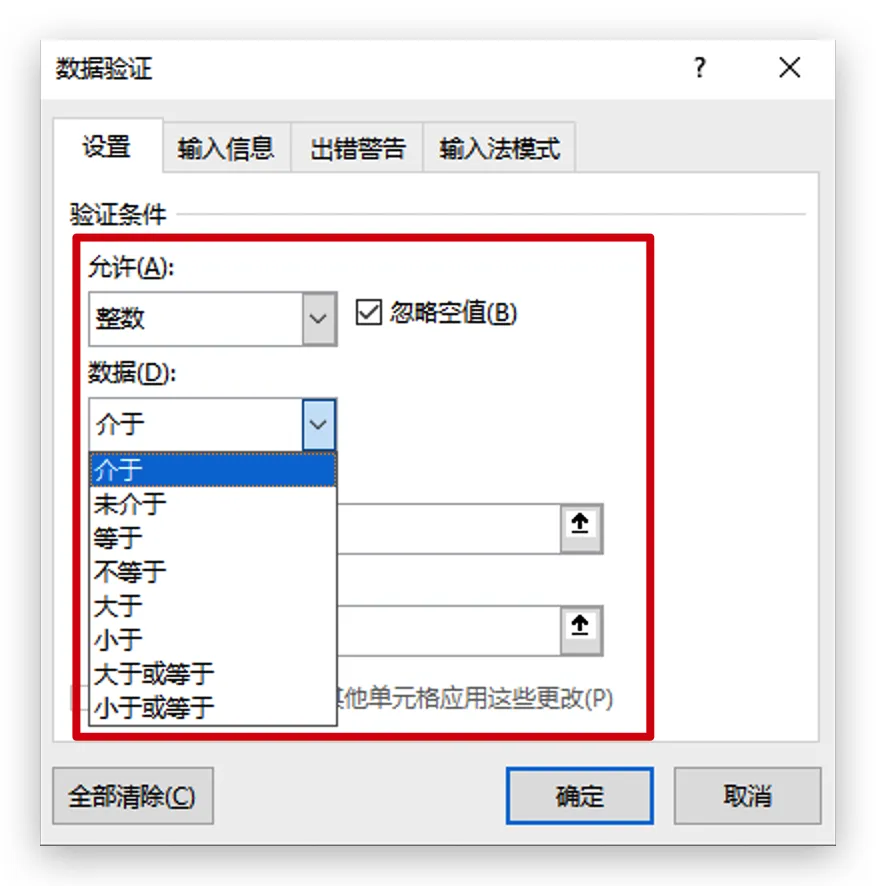 数据验证 ?
设置 输入信息 出错警告 输入法模式
验证条件
允许(A):
整数 忽略空值(B)
数据(D):
介于
介于
未介于
等于
不等于
大于
小于
大于或等于
小于或等于 他单元格应用这些更改(P)
全部清除(C) 确定 取消